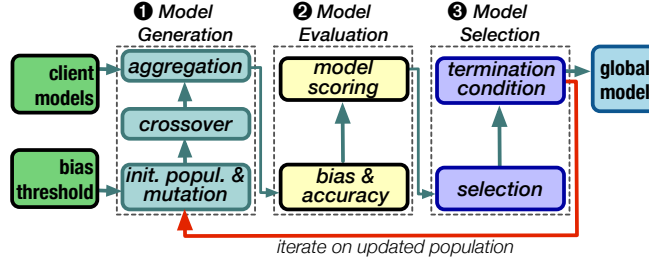 ❶ Model
Generation
❷ Model
Evaluation
❸ Model
Selection
client
models
bias
threshold
aggregation
crossover
init. popul. &
mutation
model
scoring
bias &
accuracy
termination
condition
selection
global
model
iterate on updated population